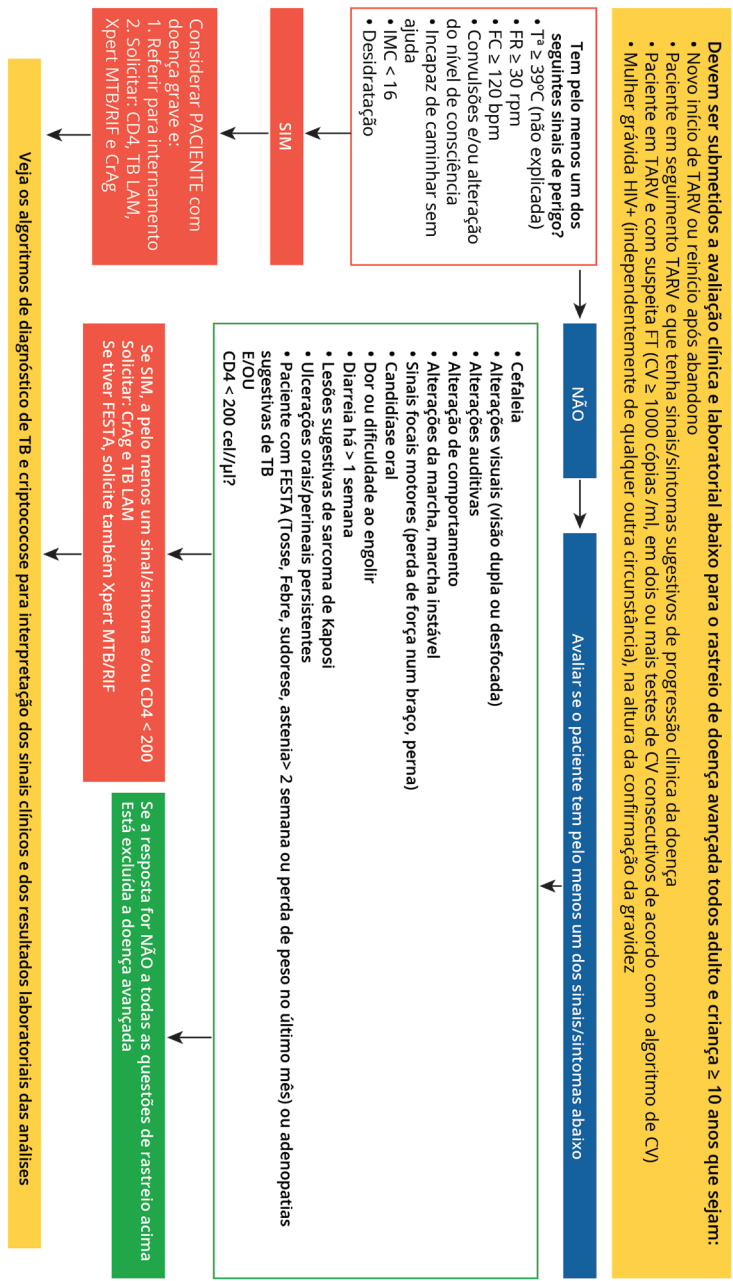 Devem ser submetidos a avaliação clínica e laboratorial abaixo para o rastreio de doença avançada todos adulto e criança ≥ 10 anos que sejam:
• Novo início de TARV ou reinício após abandono
• Paciente em seguimento TARV e que tenha sinais/sintomas sugestivos de progressão clinica da doença
• Paciente em TARV e com suspeita FT (CV ≥ 1000 cópias /ml, em dois ou mais testes de CV consecutivos de acordo com o algoritmo de CV)
• Mulher grávida HIV+ (independentemente de qualquer outra circunstância), na altura da confirmação da gravidez
Tem pelo menos um dos
seguintes sinais de perigo?
• Tª ≥ 39ºC (não explicada)
• FR ≥ 30 rpm
• FC ≥ 120 bpm
• Convulsões e/ou alteração
do nível de consciência
• Incapaz de caminhar sem
ajuda
• IMC < 16
• Desidratação
SIM
Considerar PACIENTE com
doença grave e:
1. Referir para internamento
2. Solicitar: CD4, TB LAM,
Xpert MTB/RIF e CrAg
NÃO
Avaliar se o paciente tem pelo menos um dos sinais/sintomas abaixo
• Cefaleia
• Alterações visuais (visão dupla ou desfocada)
• Alterações auditivas
• Alteração de comportamento
• Alterações da marcha, marcha instável
• Sinais focais motores (perda de força num braço, perna)
• Candidíase oral
• Dor ou dificuldade ao engolir
• Diarreia há > 1 semana
• Lesões sugestivas de sarcoma de Kaposi
• Ulcerações orais/perineais persistentes
• Paciente com FESTA (Tosse, Febre, sudorese, astenia> 2 semana ou perda de peso no último mês) ou adenopatias
sugestivas de TB
E/OU
CD4 < 200 cel//μl?
Se SIM, a pelo menos um sinal/sintoma e/ou CD4 < 200
Solicitar: CrAg e TB LAM
Se tiver FESTA, solicite também Xpert MTB/RIF
Se a resposta for NÃO a todas as questões de rastreio acima
Está excluída a doença avançada
Veja os algoritmos de diagnóstico de TB e criptococose para interpretação dos sinais clínicos e dos resultados laboratoriais das análises